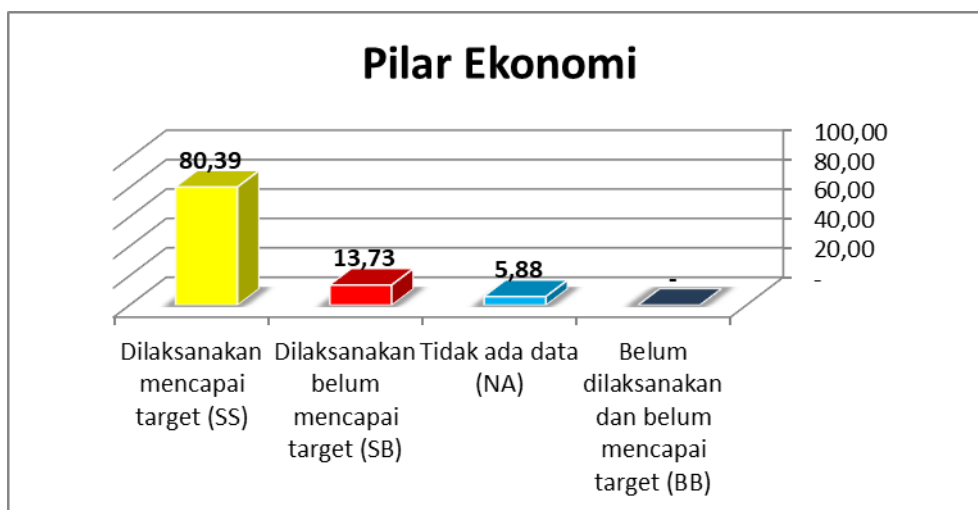 Pilar Ekonomi
100,00
80,00
60,00
40,00
20,00
-
80,39
13,73
5,88
-
Dilaksanakan
mencapai
target (SS)
Dilaksanakan
belum
mencapai
target (SB)
Tidak ada data
(NA)
Belum
dilaksanakan
dan belum
mencapai
target (BB)